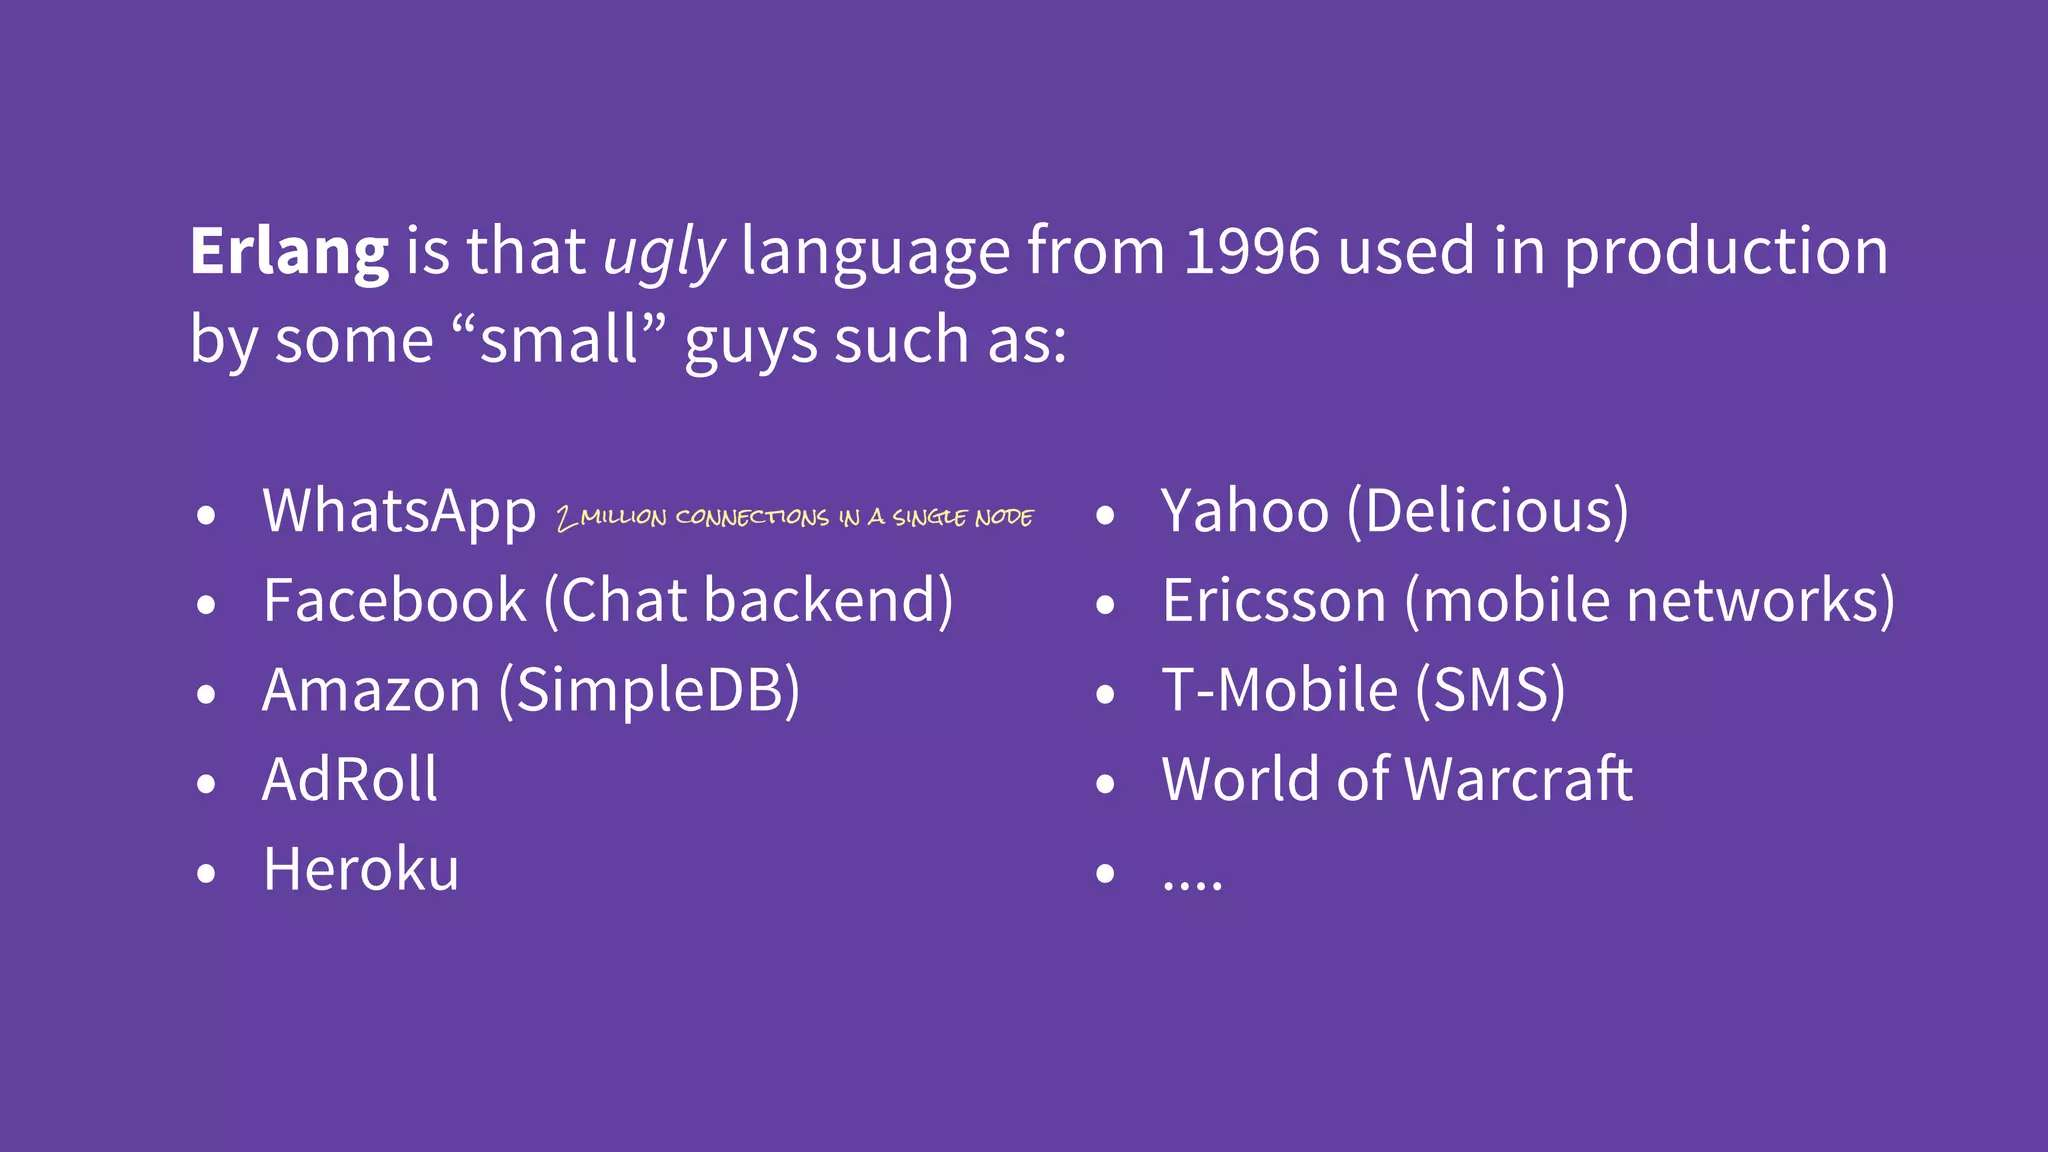 Erlang is that ugly language from 1996 used in production
by some “small” guys such as:
• WhatsApp 2 million connections in a single node
• Facebook (Chat backend)
• Amazon (SimpleDB)
• AdRoll
• Heroku
• Yahoo (Delicious)
• Ericsson (mobile networks)
• T-Mobile (SMS)
• World of Warcraft
• ....